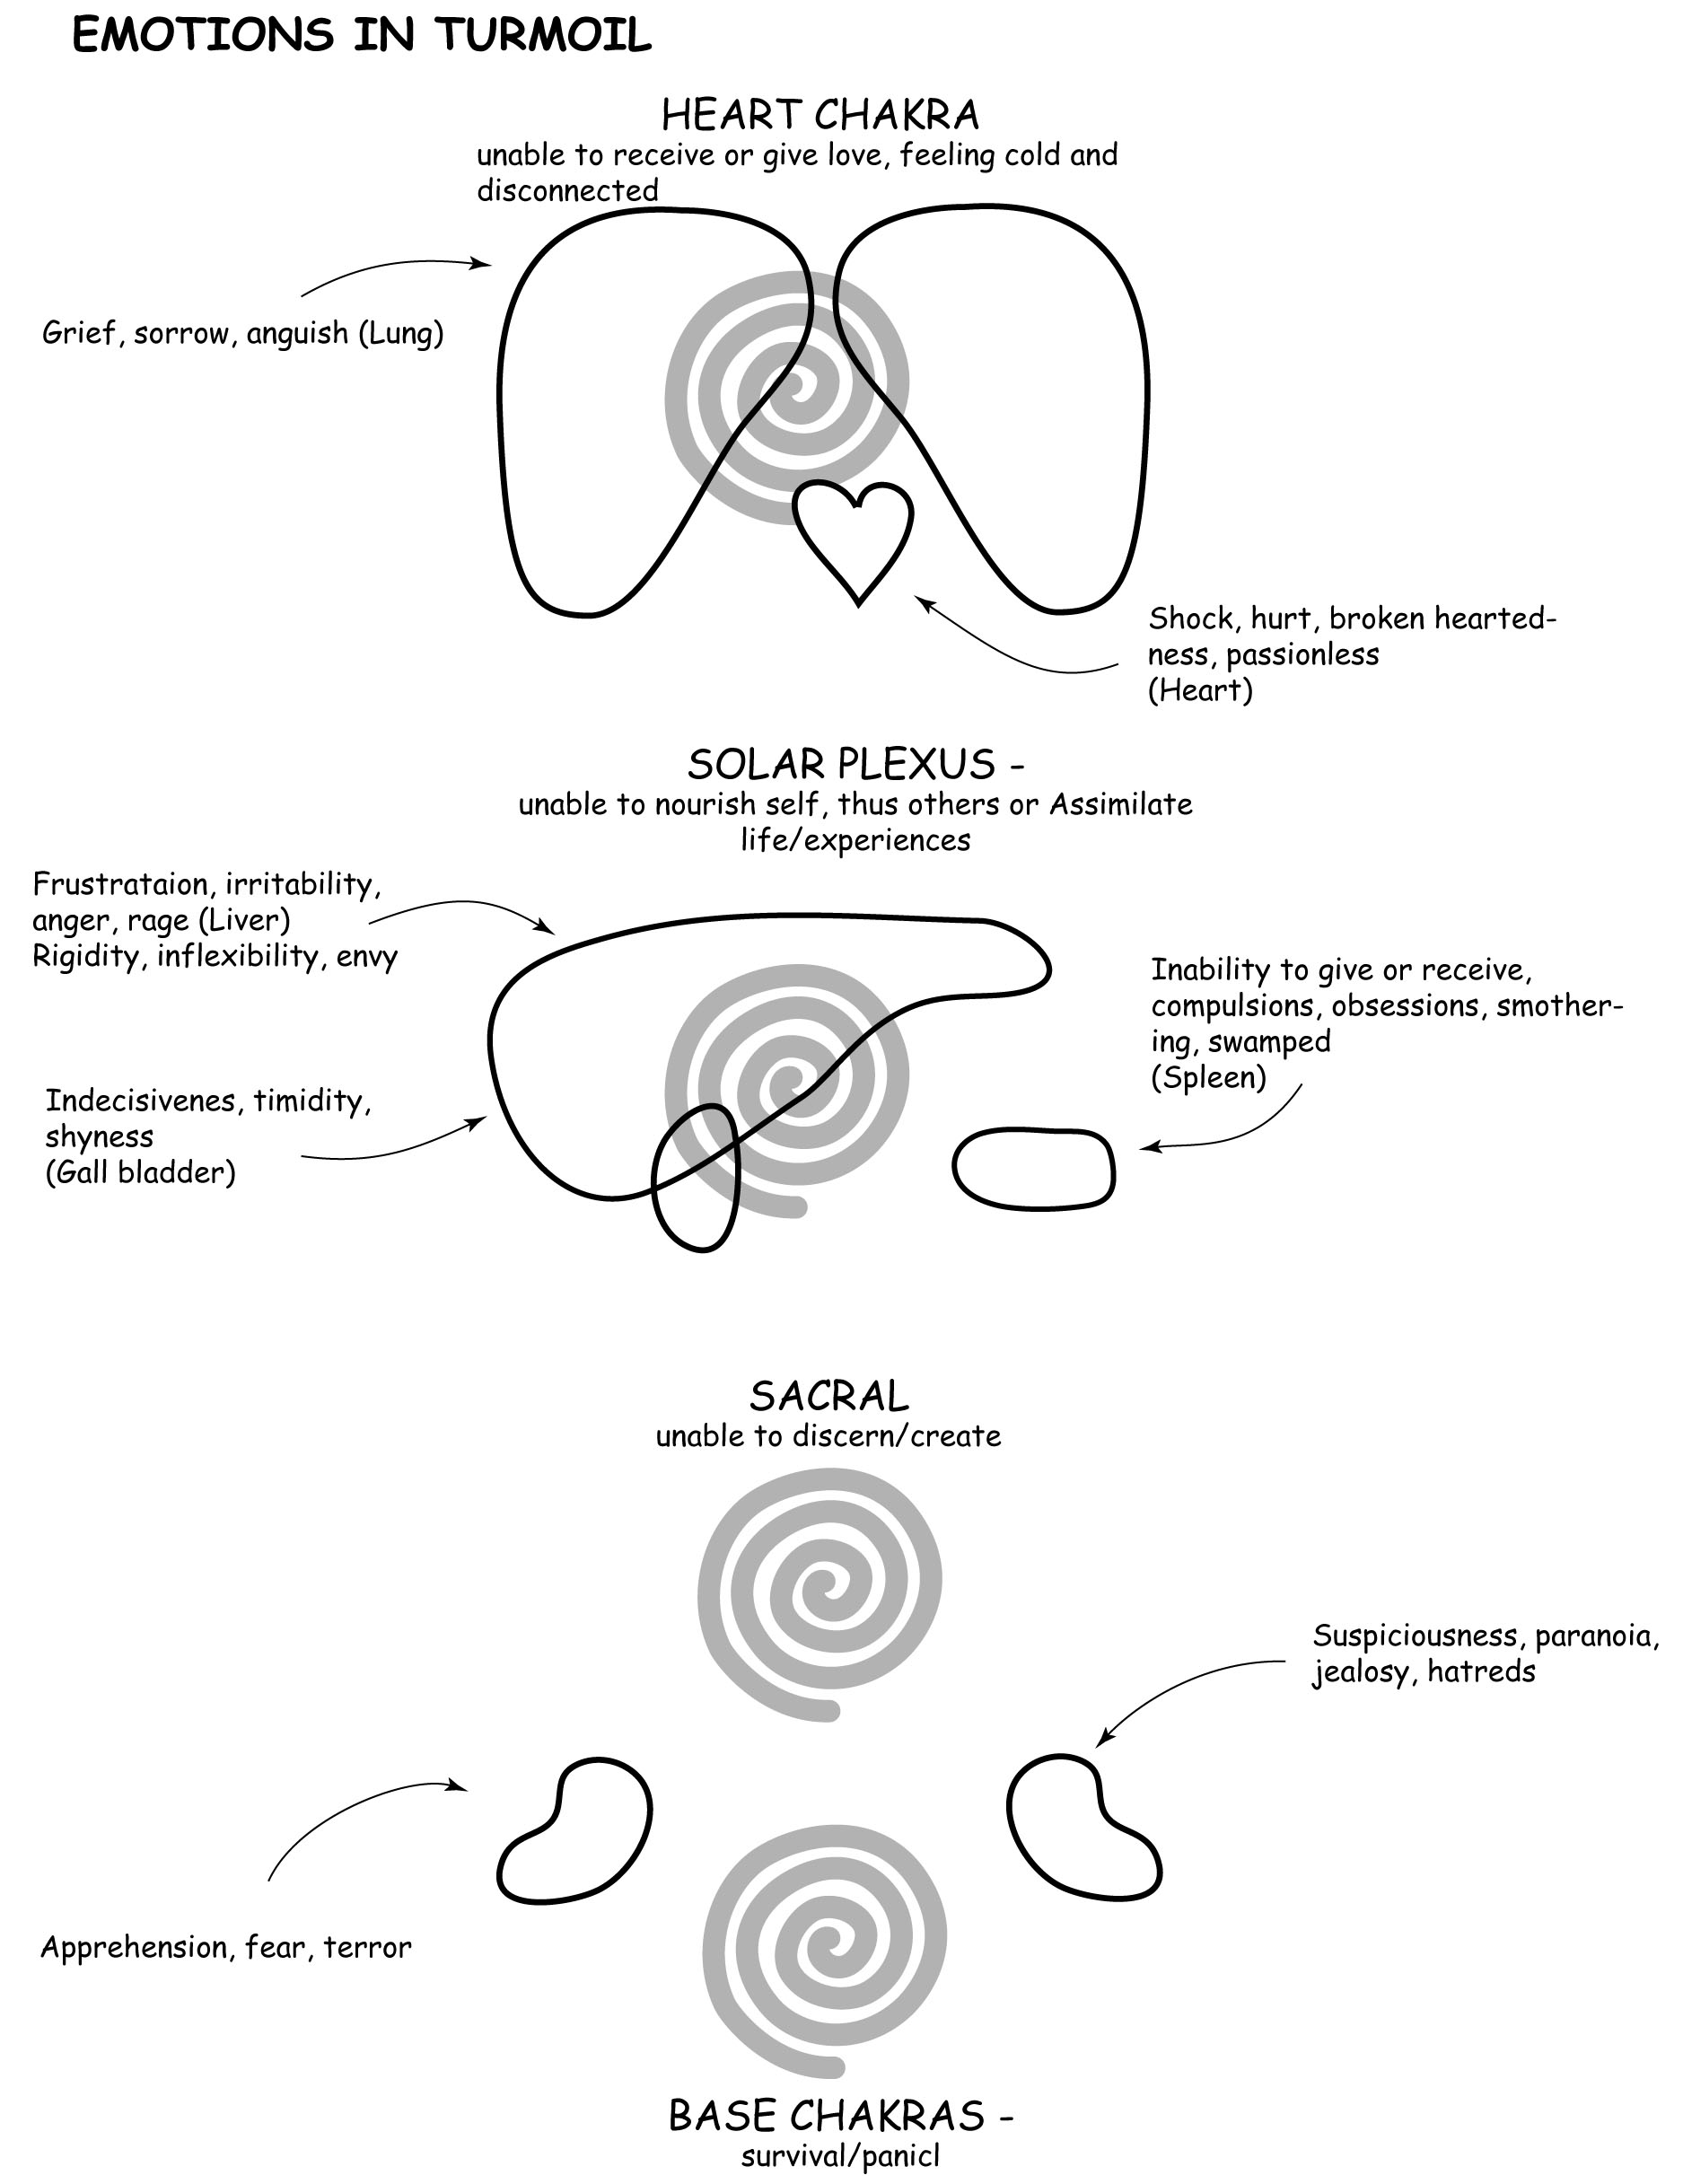 EMOTIONS IN TURMOIL
HEART CHAKRA
unable to receive or give love, feeling cold and
disconnected
Grief, sorrow, anguish (Lung)
Shock, hurt, broken hearted-
ness, passionless
(Heart)
SOLAR PLEXUS -
unable to nourish self, thus others or Assimilate
life/experiences
Frustrataion, irritability,
anger, rage (Liver)
Rigidity, inflexibility, envy
Inability to give or receive,
compulsions, obsessions, smother-
ing, swamped
(Spleen)
Indecisivenes, timidity,
shyness
(Gall bladder)
SACRAL
unable to discern/create
Suspiciousness, paranoia,
jealosy, hatreds
Apprehension, fear, terror
BASE CHAKRAS -
survival/panicl